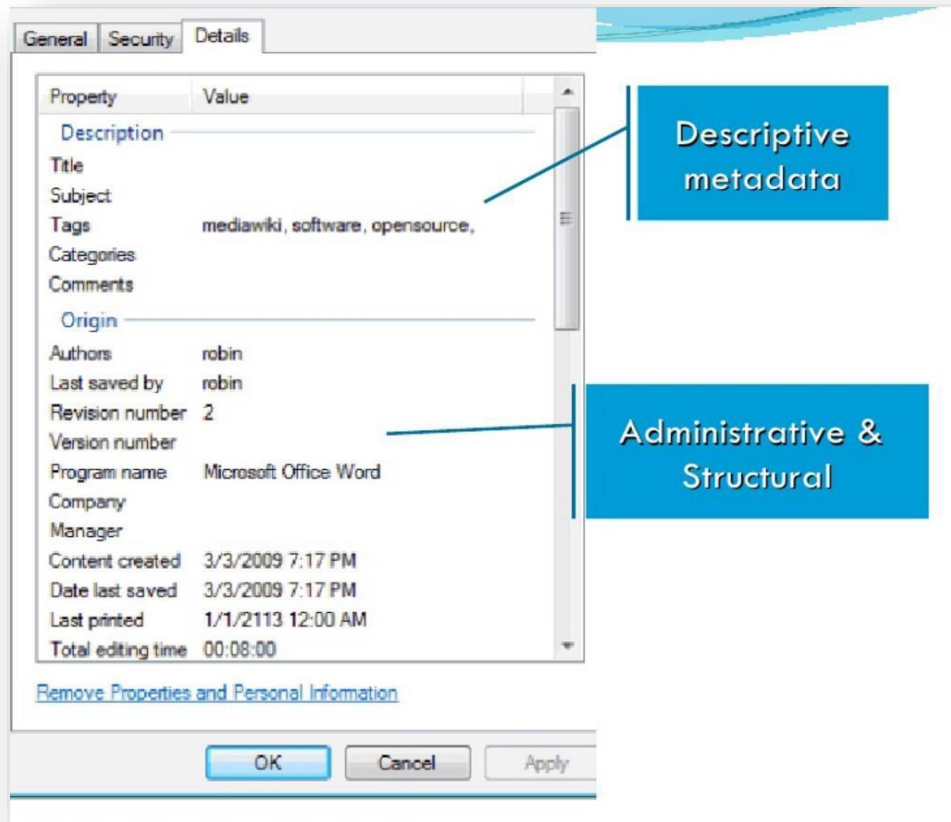 General Security Details
Property Value
Description
Title
Subject
Tags mediawiki, software, opensource,
Categories
Comments
Origin
Authors robin
Last saved by robin
Revision number 2
Version number
Program name Microsoft Office Word
Company
Manager
Content created 3/3/2009 7:17 PM
Date last saved 3/3/2009 7:17 PM
Last printed 1/1/2113 12:00 AM
Total editing time 00:08:00
Remove Properties and Personal Information
OK Cancel Apply
Descriptive
metadata
Administrative &
Structural